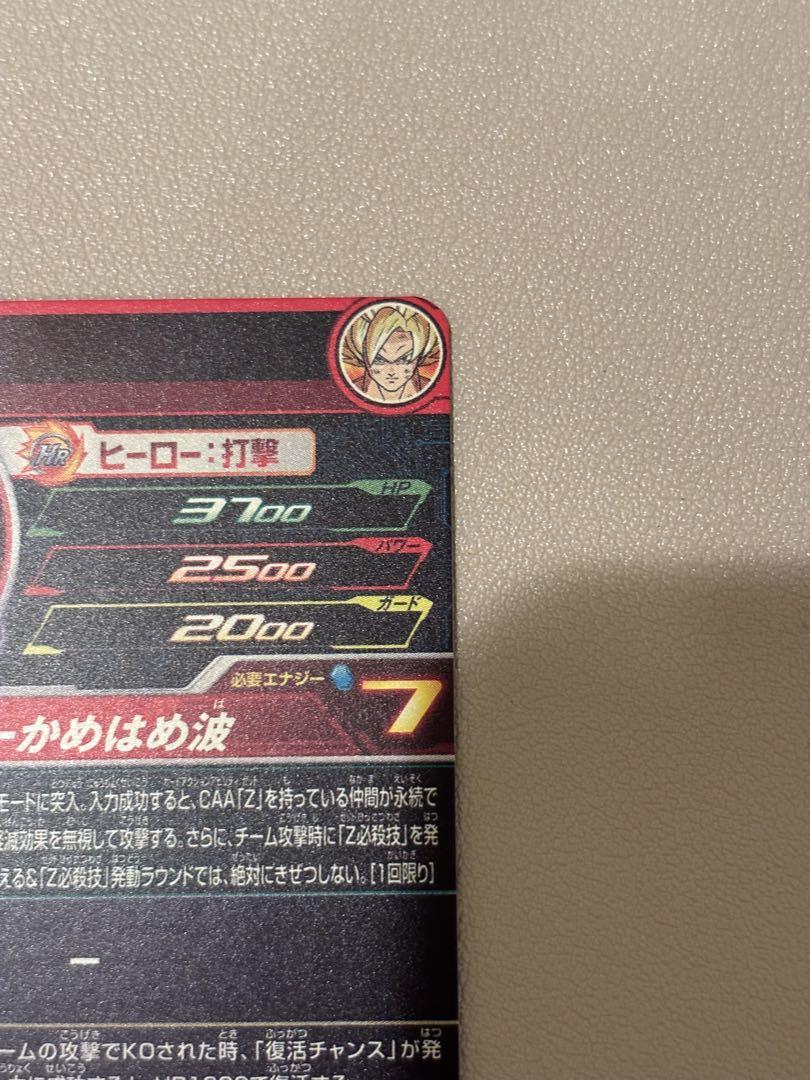 HR ヒーロー：打撃
HP
3700
パワー
2500
ガード
2000
必要エナジー 7
ーかめはめ波
モードに突入。入力成功すると、CAA「Z」を持っている仲間が永続で
減効果を無視して攻撃する。さらに、チーム攻撃時に「Z必殺技」を発
える&「Z必殺技」発動ラウンドでは、絶対にきぜつしない。[1回限り]
ー
ームの攻撃でKOされた時、「復活チャンス」が発